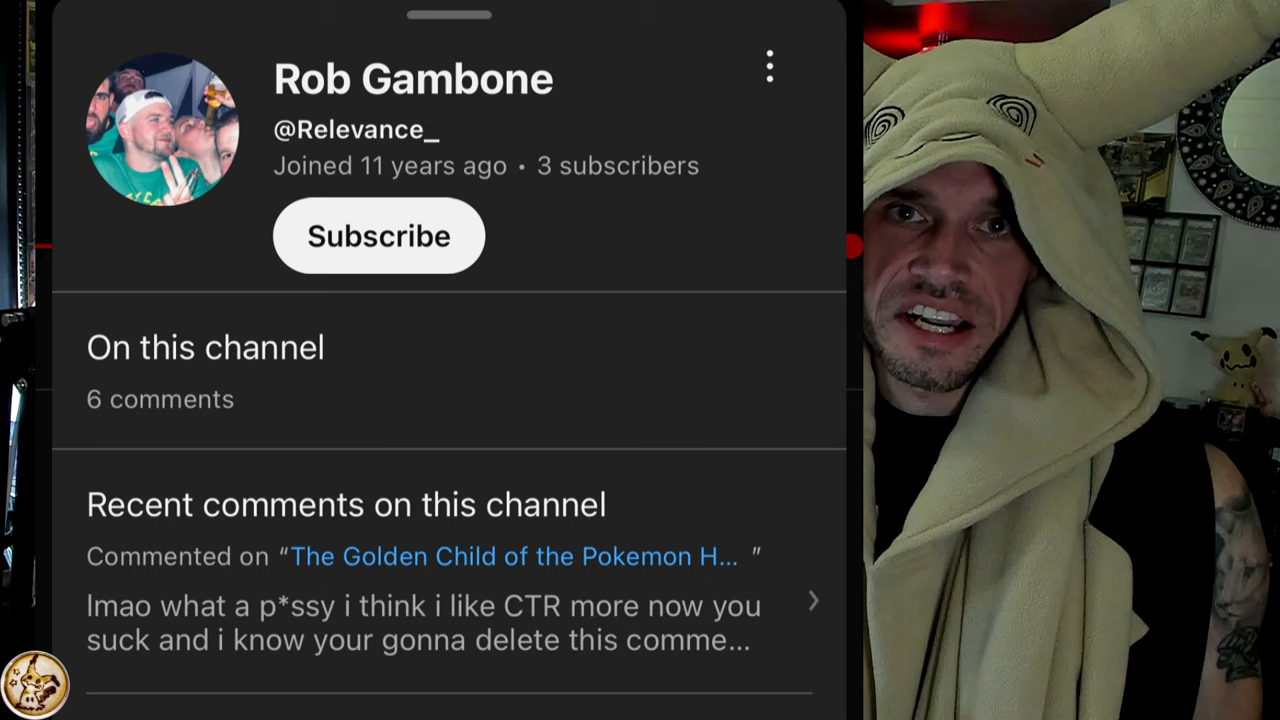 Rob Gambone
@Relevance_
Joined 11 years ago • 3 subscribers
Subscribe
On this channel
6 comments
Recent comments on this channel
Commented on “The Golden Child of the Pokemon H... ”
lmao what a p*ssy i think i like CTR more now you
suck and i know your gonna delete this comme...